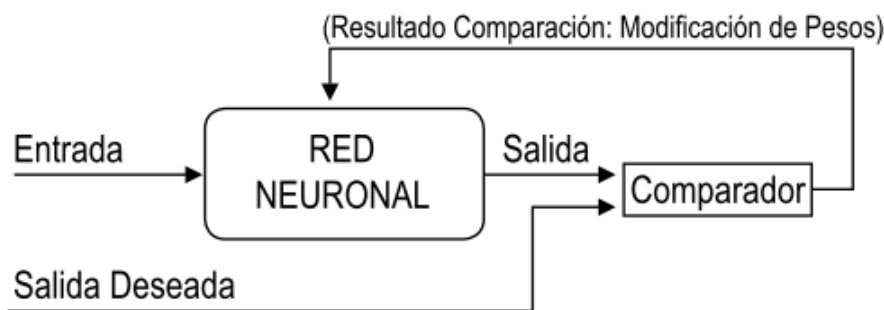 (Resultado Comparación: Modificación de Pesos)
Entrada
RED
NEURONAL
Salida
Comparador
Salida Deseada